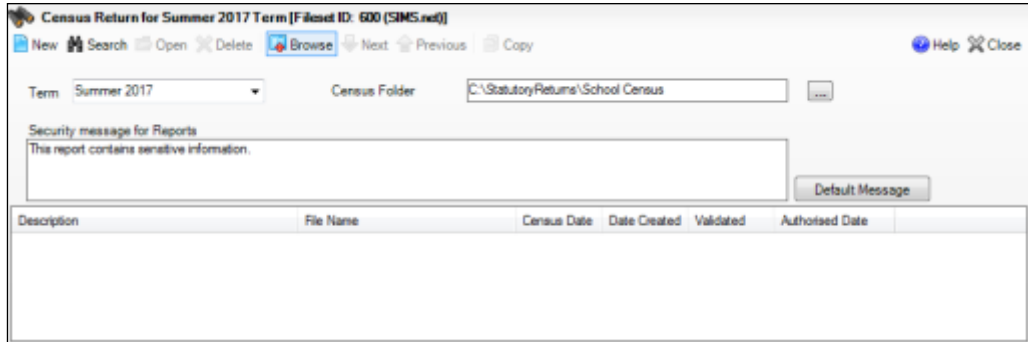 Census Return for Summer 2017 Term [Fileset ID: 600 (SIMS.net)]
New Search Open Delete Browse Next Previous Copy Help Close
Term Summer 2017 Census Folder C:\StatutoryReturns\School Census ...
Security message for Reports
This report contains sensitive information.
Default Message
Description File Name Census Date Date Created Validated Authorised Date